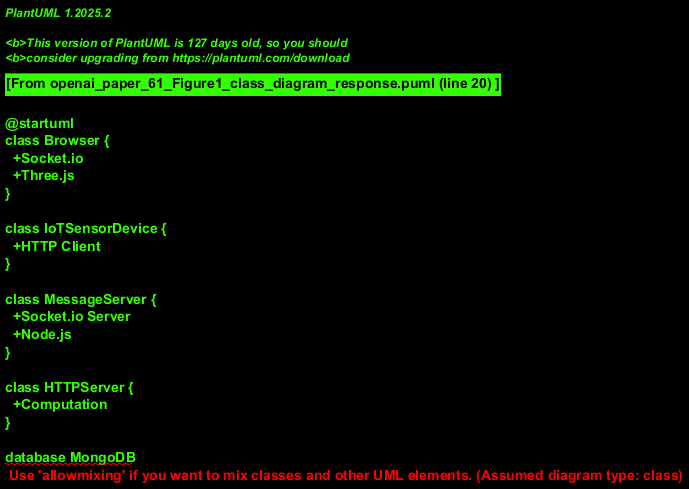 PlantUML 1.2025.2
<b>This version of PlantUML is 127 days old, so you should
<b>consider upgrading from https://plantuml.com/download
[From openai_paper_61_Figure1_class_diagram_response.puml (line 20) ]
@startuml
class Browser {
+Socket.io
+Three.js
}
class IoTSensorDevice {
+HTTP Client
}
class MessageServer {
+Socket.io Server
+Node.js
}
class HTTPServer {
+Computation
}
database MongoDB
Use 'allowmixing' if you want to mix classes and other UML elements. (Assumed diagram type: class)